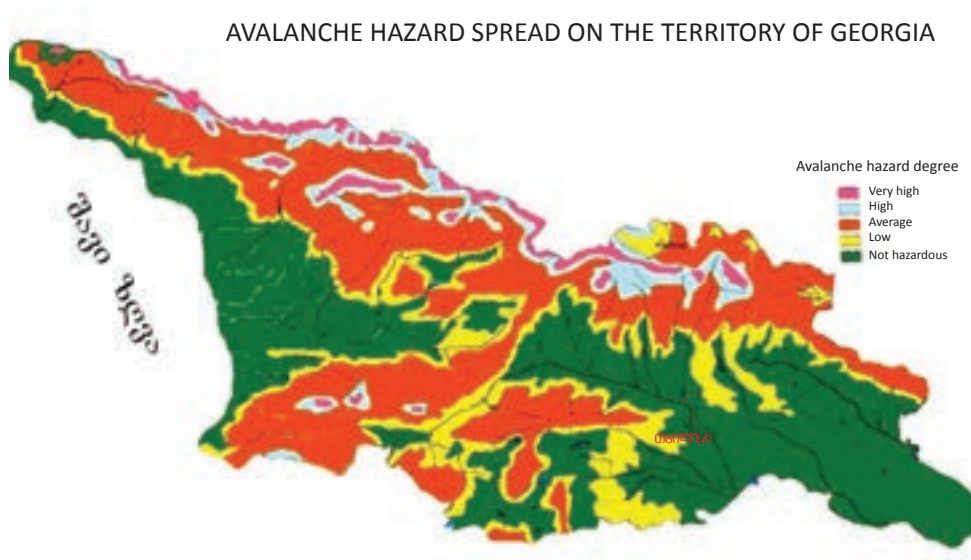 AVALANCHE HAZARD SPREAD ON THE TERRITORY OF GEORGIA
Avalanche hazard degree
Very high
High
Average
Low
Not hazardous
შავი ზღვა